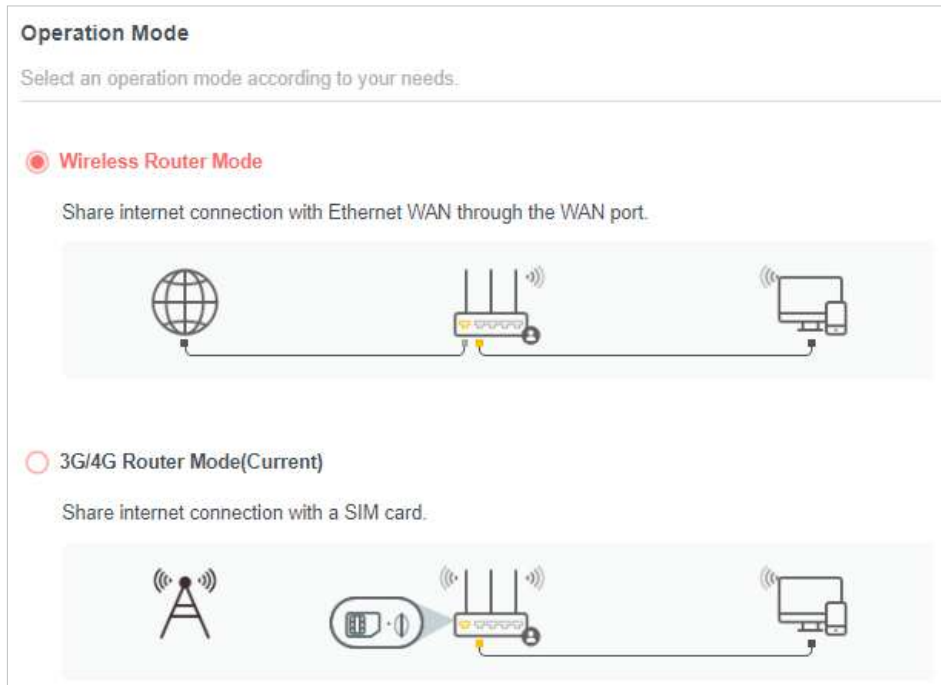 Operation Mode
Select an operation mode according to your needs.
Wireless Router Mode
Share internet connection with Ethernet WAN through the WAN port.
3G/4G Router Mode(Current)
Share internet connection with a SIM card.